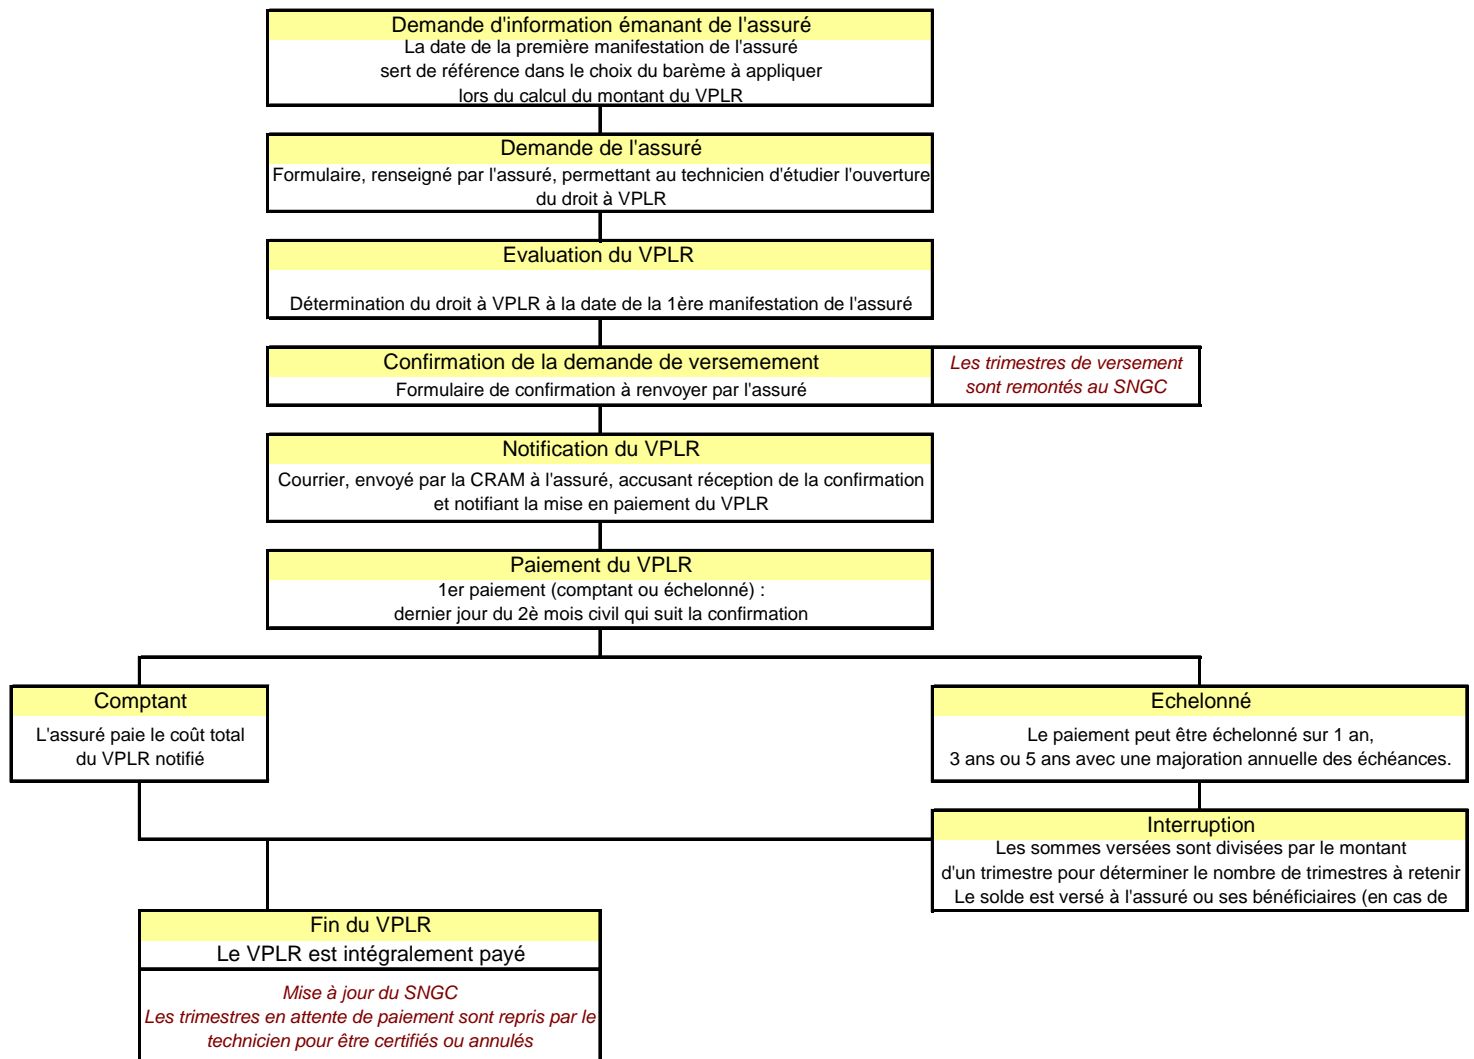 Demande d'information émanant de l'assuré
La date de la première manifestation de l'assuré
sert de référence dans le choix du barème à appliquer
lors du calcul du montant du VPLR
Demande de l'assuré
Formulaire, renseigné par l'assuré, permettant au technicien d'étudier l'ouverture
du droit à VPLR
Evaluation du VPLR
Détermination du droit à VPLR à la date de la 1ère manifestation de l'assuré
Confirmation de la demande de versemement
Formulaire de confirmation à renvoyer par l'assuré
Les trimestres de versement
sont remontés au SNGC
Notification du VPLR
Courrier, envoyé par la CRAM à l'assuré, accusant réception de la confirmation
et notifiant la mise en paiement du VPLR
Paiement du VPLR
1er paiement (comptant ou échelonné) :
dernier jour du 2è mois civil qui suit la confirmation
Comptant
L'assuré paie le coût total
du VPLR notifié
Echelonné
Le paiement peut être échelonné sur 1 an,
3 ans ou 5 ans avec une majoration annuelle des échéances.
Interruption
Les sommes versées sont divisées par le montant
d'un trimestre pour déterminer le nombre de trimestres à retenir
Le solde est versé à l'assuré ou ses bénéficiaires (en cas de
Fin du VPLR
Le VPLR est intégralement payé
Mise à jour du SNGC
Les trimestres en attente de paiement sont repris par le
technicien pour être certifiés ou annulés